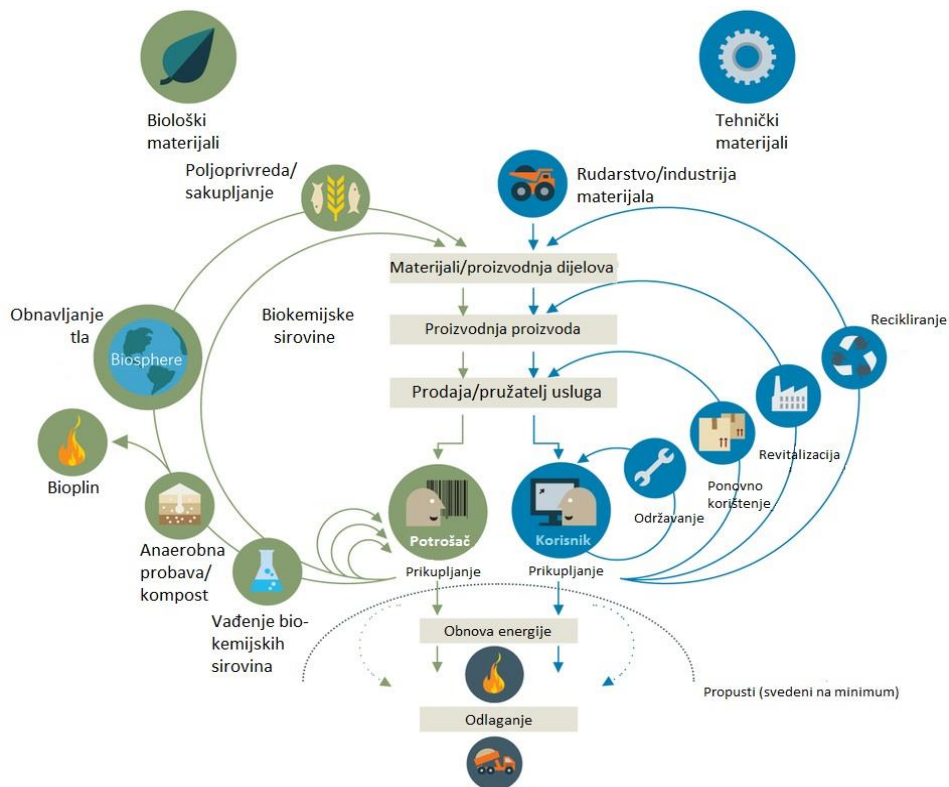 Biološki
materijali
Tehnički
materijali
Poljoprivreda/
sakupljanje
Rudarstvo/industrija
materijala
Materijali/proizvodnja dijelova
Obnavljanje
tla
Biosphere
Biokemijske
sirovine
Proizvodnja proizvoda
Recikliranje
Prodaja/pružatelj usluga
Bioplin
Revitalizacija
Ponovno
korištenje
Održavanje
Potrošač
Korisnik
Anaerobna
probava/
kompost
Prikupljanje
Prikupljanje
Vađenje bio-
kemijskih
sirovina
Obnova energije
Propusti (svedeni na minimum)
Odlaganje